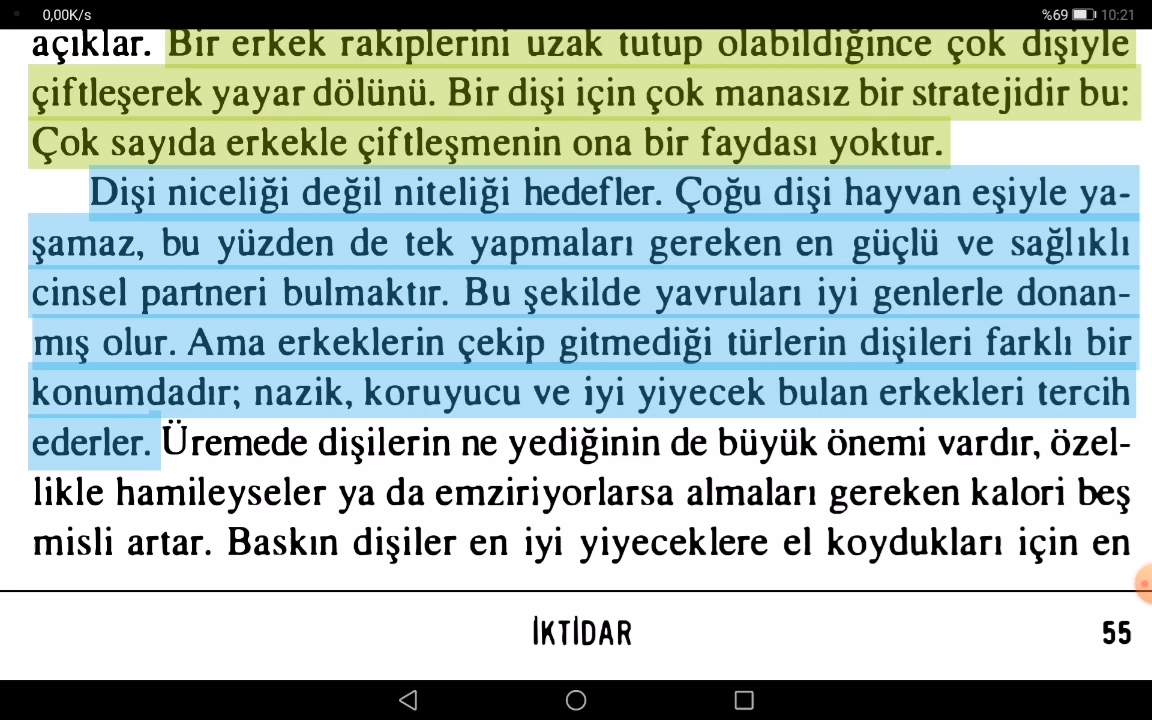 0,00K/s %69 10:21
açıklar. Bir erkek rakiplerini uzak tutup olabildiğince çok dişiyle
çiftleşerek yayar dölünü. Bir dişi için çok manasız bir stratejidir bu:
Çok sayıda erkekle çiftleşmenin ona bir faydası yoktur.
Dişi niceliği değil niteliği hedefler. Çoğu dişi hayvan eşiyle ya-
şamaz, bu yüzden de tek yapmaları gereken en güçlü ve sağlıklı
cinsel partneri bulmaktır. Bu şekilde yavruları iyi genlerle donan-
mış olur. Ama erkeklerin çekip gitmediği türlerin dişileri farklı bir
konumdadır; nazik, koruyucu ve iyi yiyecek bulan erkekleri tercih
ederler. Üremede dişilerin ne yediğinin de büyük önemi vardır, özel-
likle hamileyseler ya da emziriyorlarsa almaları gereken kalori beş
misli artar. Baskın dişiler en iyi yiyeceklere el koydukları için en
İKTİDAR 55